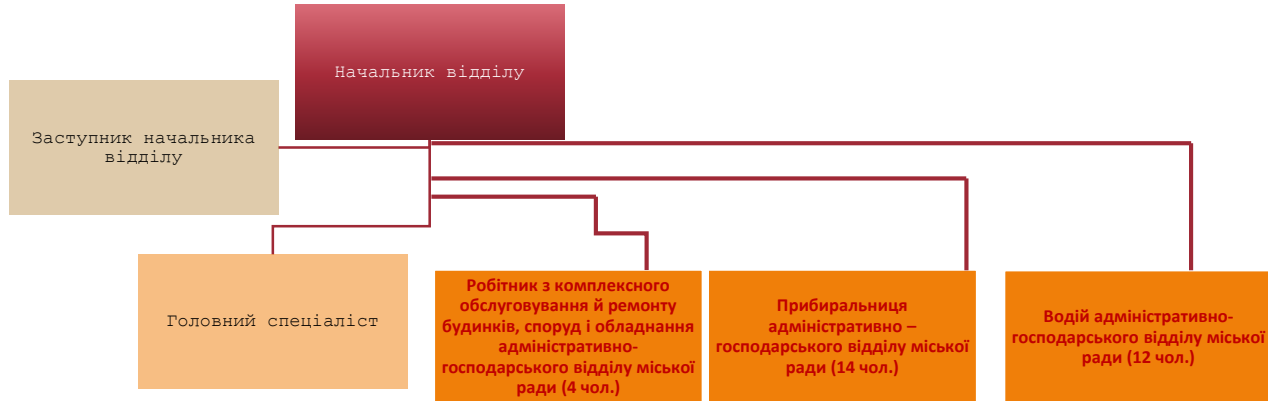 Начальник відділу
Заступник начальника
відділу
Головний спеціаліст
Робітник з комплексного
обслуговування й ремонту
будинків, споруд і обладнання
адміністративно-
господарського відділу міської
ради (4 чол.)
Прибиральниця
адміністративно –
господарського відділу міської
ради (14 чол.)
Водій адміністративно-
господарського відділу міської
ради (12 чол.)